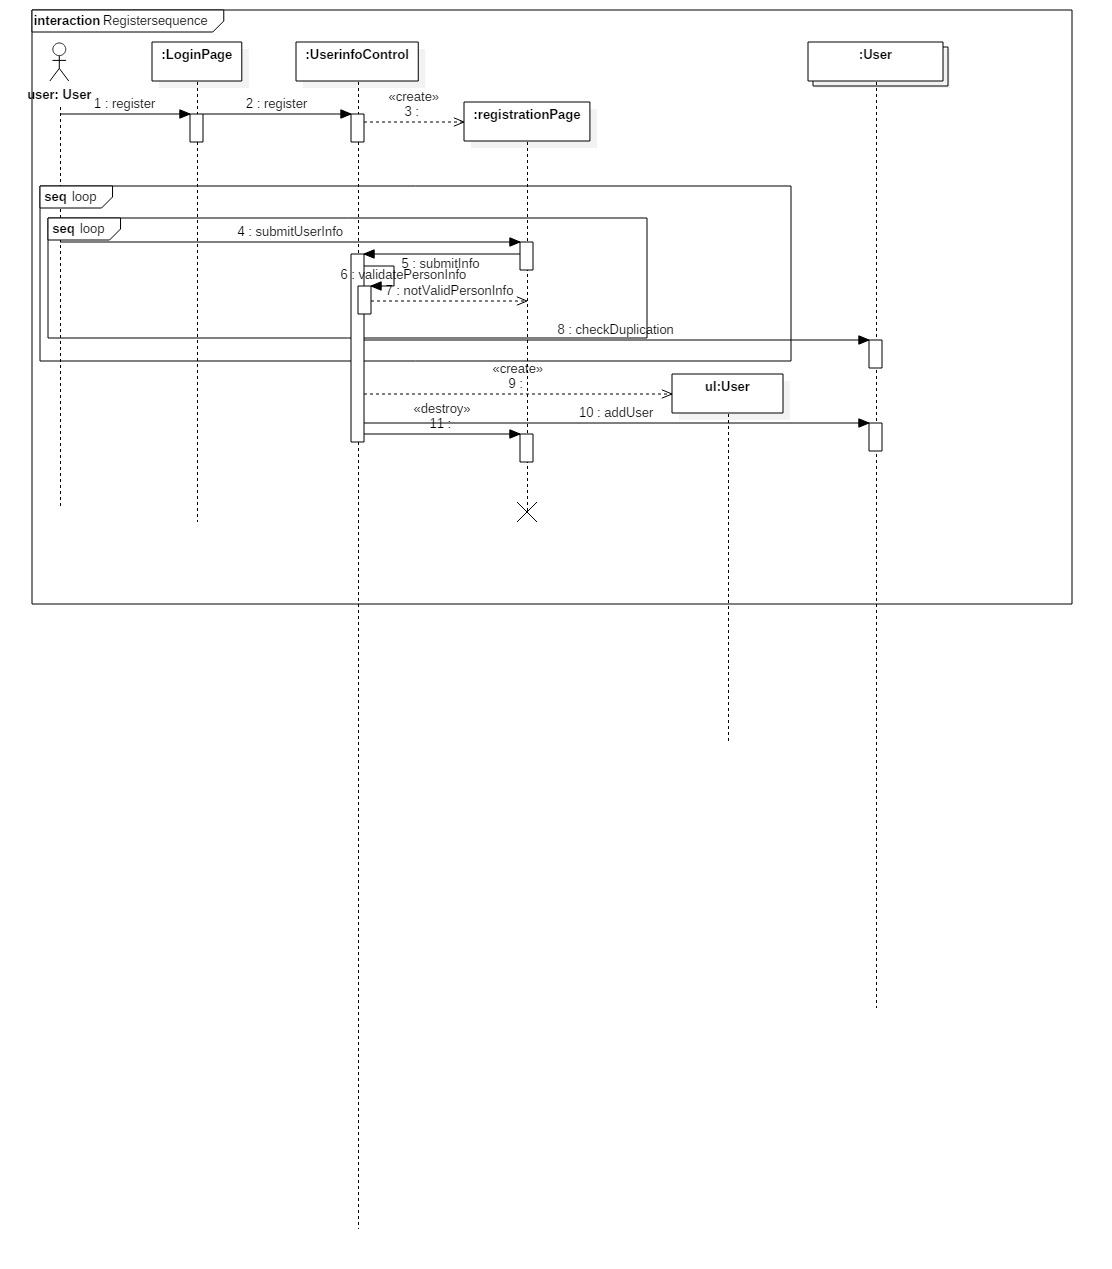 interaction Registersequence
:LoginPage
:UserinfoControl
:User
user: User
1 : register
2 : register
«create»
3 :
:registrationPage
seq loop
seq loop
4 : submitUserInfo
5 : submitInfo
6 : validatePersonInfo
7 : notValidPersonInfo
8 : checkDuplication
«create»
9 :
ul:User
«destroy»
11 :
10 : addUser